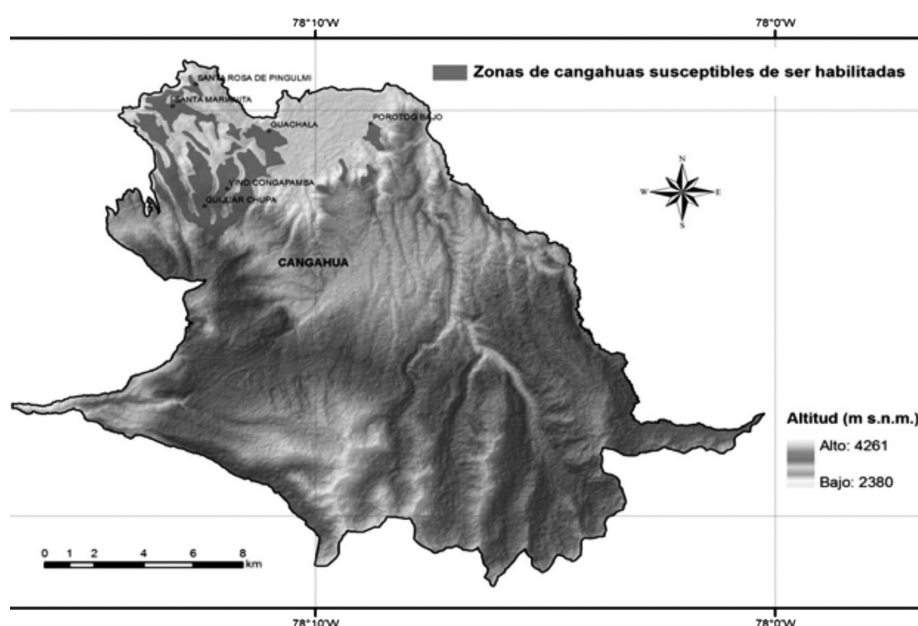 78°10'W 78°0'W
Zonas de cangahuas susceptibles de ser habilitadas
SANTA ROSA DE PINGULMI
SANTA MARIANITA
GUACHALA
POROTOG BAJO
VINO CONGAPAMBA
QUIJUAR CHUPA
CANGAHUA
N
W E
S
Altitud (m s.n.m.)
Alto: 4261
Bajo: 2380
0 1 2 4 6 8
km
78°10'W 78°0'W